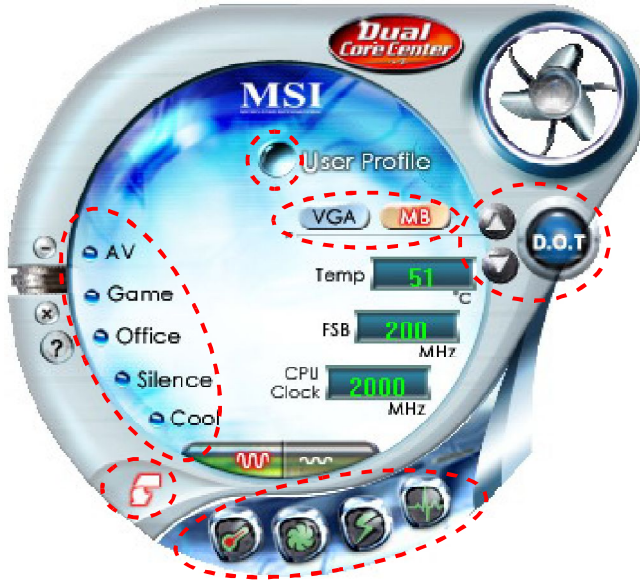 Dual
Core Center
MSI
User Profile
VGA MB
D.O.T
AV
Game
Office
Silence
Cool
Temp 51
°C
FSB 200
MHz
CPU
Clock 2000
MHz
?